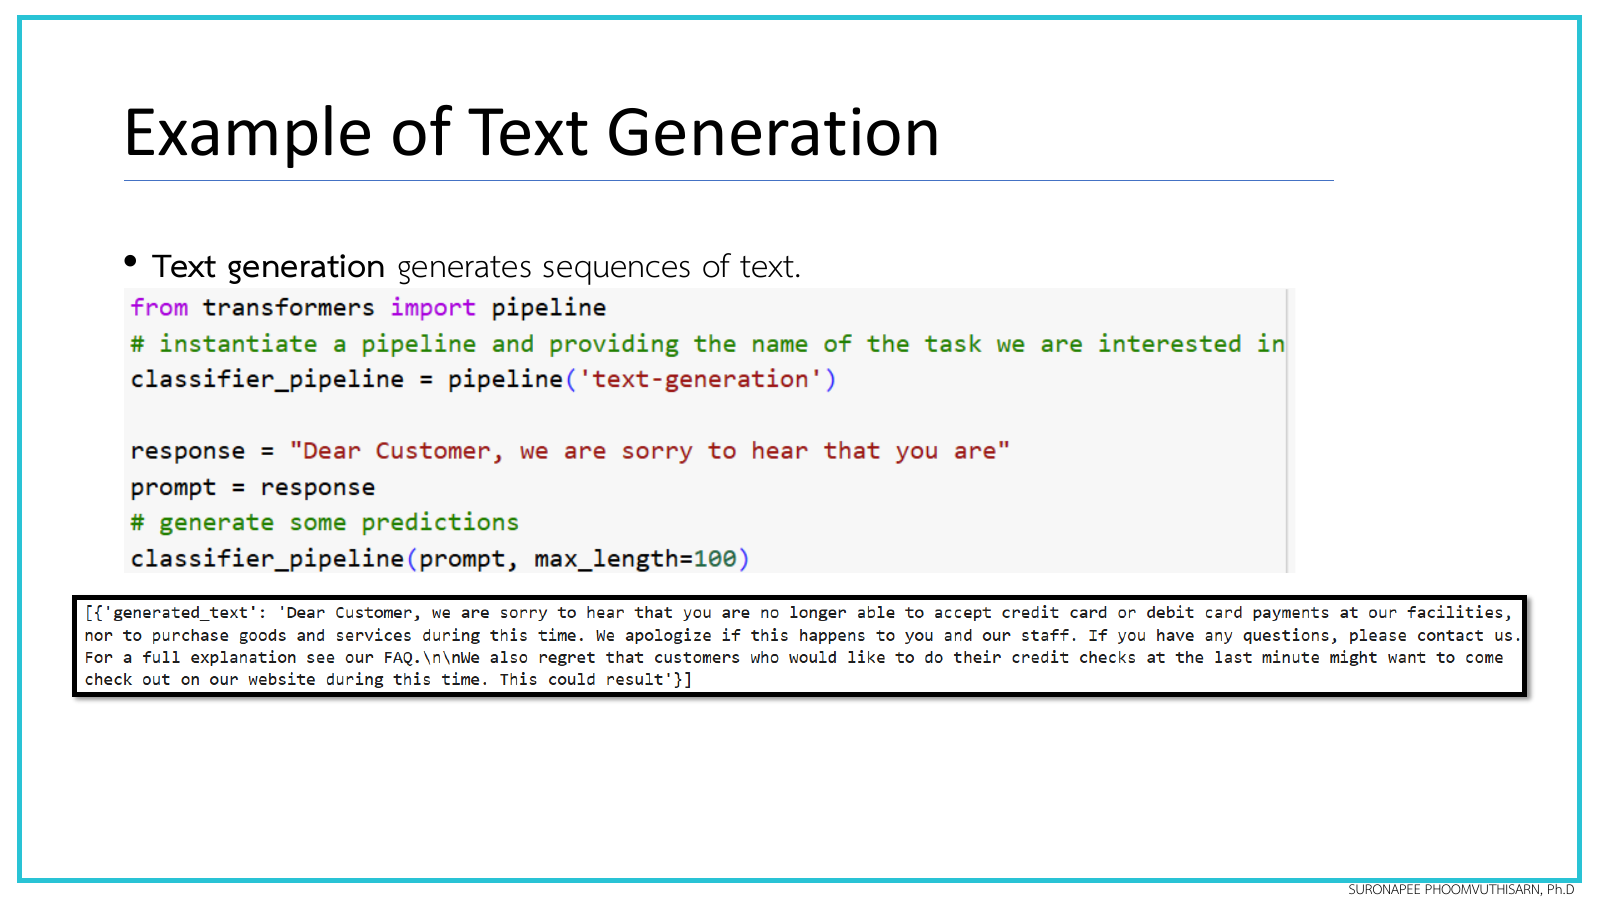 Example of Text Generation
• Text generation generates sequences of text.
from transformers import pipeline
# instantiate a pipeline and providing the name of the task we are interested in
classifier_pipeline = pipeline('text-generation')
response = "Dear Customer, we are sorry to hear that you are"
prompt = response
# generate some predictions
classifier_pipeline(prompt, max_length=100)
[{'generated_text': 'Dear Customer, we are sorry to hear that you are no longer able to accept credit card or debit card payments at our facilities,
nor to purchase goods and services during this time. We apologize if this happens to you and our staff. If you have any questions, please contact us.
For a full explanation see our FAQ.\n\nWe also regret that customers who would like to do their credit checks at the last minute might want to come
check out on our website during this time. This could result'}]
SURONAPEE PHOOMVUTHISARN, Ph.D